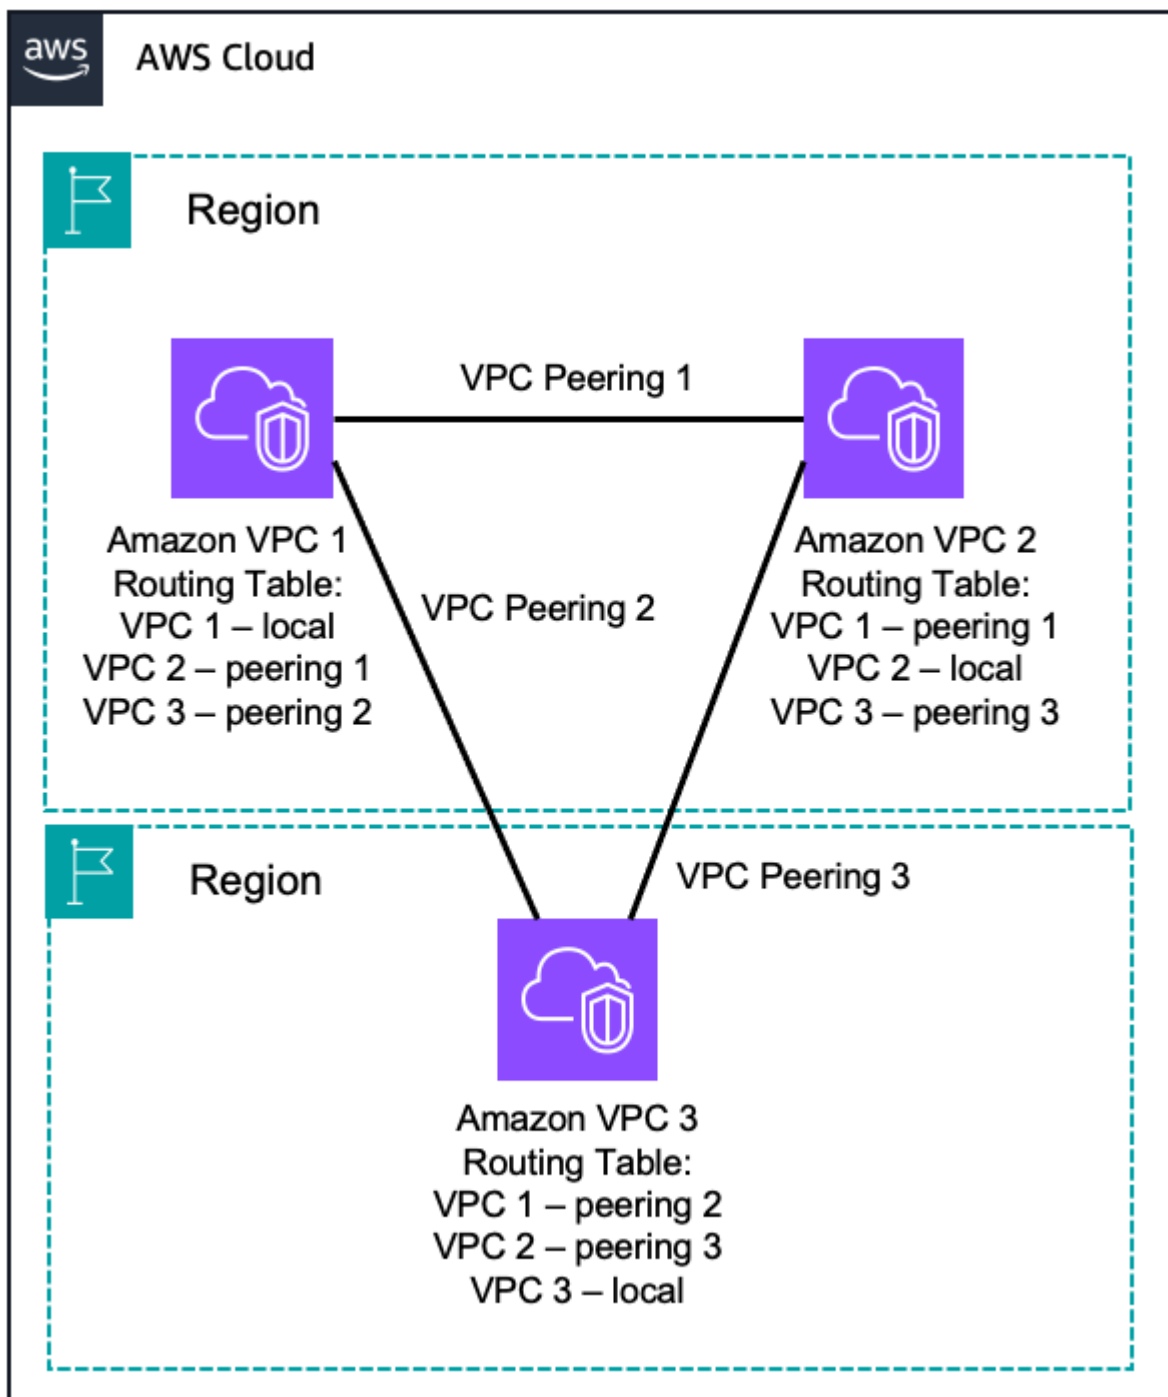 aws
AWS Cloud
Region
VPC Peering 1
Amazon VPC 1
Routing Table:
VPC 1 – local
VPC 2 – peering 1
VPC 3 – peering 2
VPC Peering 2
Amazon VPC 2
Routing Table:
VPC 1 – peering 1
VPC 2 – local
VPC 3 – peering 3
Region
VPC Peering 3
Amazon VPC 3
Routing Table:
VPC 1 – peering 2
VPC 2 – peering 3
VPC 3 – local